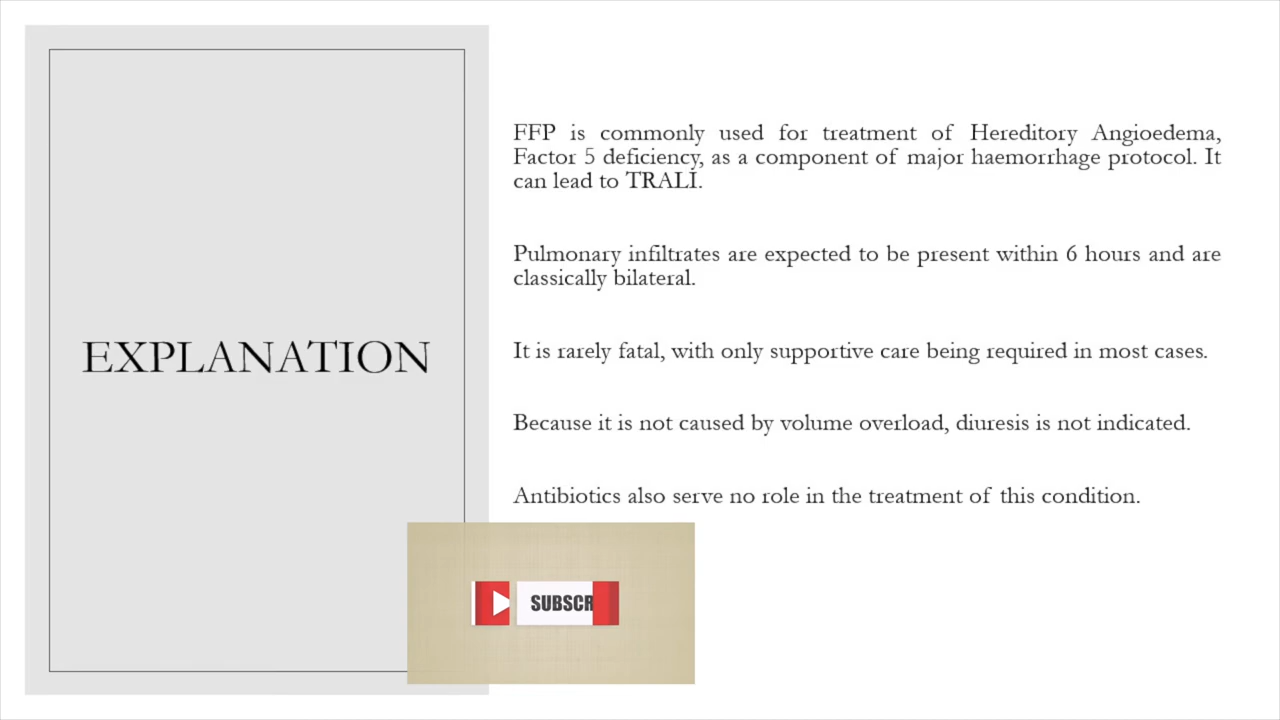 EXPLANATION
FFP is commonly used for treatment of Hereditory Angioedema,
Factor 5 deficiency, as a component of major haemorrhage protocol. It
can lead to TRALI.
Pulmonary infiltrates are expected to be present within 6 hours and are
classically bilateral.
It is rarely fatal, with only supportive care being required in most cases.
Because it is not caused by volume overload, diuresis is not indicated.
Antibiotics also serve no role in the treatment of this condition.
SUBSCR